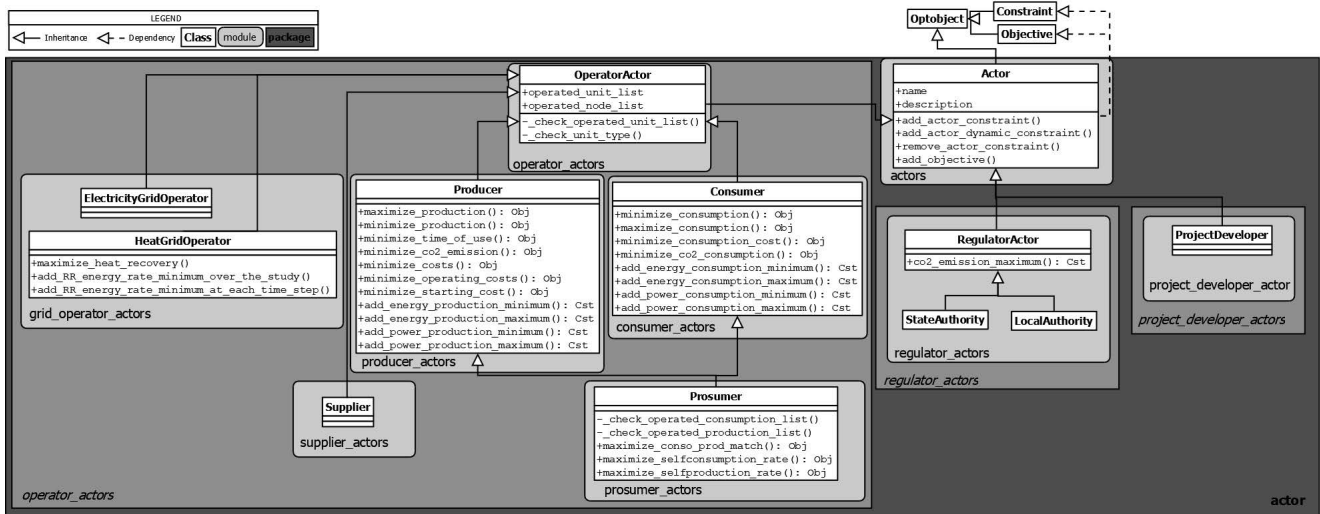 LEGEND
Inheritance
Dependency
Class
module
package
Optobject
Constraint
Objective
OperatorActor
+operated_unit_list
+operated_node_list
-_check_operated_unit_list()
-_check_unit_type()
operator_actors
Actor
+name
+description
+add_actor_constraint()
+add_actor_dynamic_constraint()
+remove_actor_constraint()
+add_objective()
actors
ElectricityGridOperator
HeatGridOperator
+maximize_heat_recovery()
+add_RR_energy_rate_minimum_over_the_study()
+add_RR_energy_rate_minimum_at_each_time_step()
grid_operator_actors
Producer
+maximize_production(): Obj
+minimize_production(): Obj
+minimize_time_of_use(): Obj
+minimize_co2_emission(): Obj
+minimize_costs(): Obj
+minimize_operating_costs(): Obj
+minimize_starting_cost(): Obj
+add_energy_production_minimum(): Cst
+add_energy_production_maximum(): Cst
+add_power_production_minimum(): Cst
+add_power_production_maximum(): Cst
producer_actors
Consumer
+minimize_consumption(): Obj
+maximize_consumption(): Obj
+minimize_consumption_cost(): Obj
+minimize_co2_consumption(): Obj
+add_energy_consumption_minimum(): Cst
+add_energy_consumption_maximum(): Cst
+add_power_consumption_minimum(): Cst
+add_power_consumption_maximum(): Cst
consumer_actors
RegulatorActor
+co2_emission_maximum(): Cst
StateAuthority
LocalAuthority
regulator_actors
regulator_actors
ProjectDeveloper
project_developer_actor
project_developer_actors
Supplier
supplier_actors
Prosumer
-_check_operated_consumption_list()
-_check_operated_production_list()
+maximize_conso_prod_match(): Obj
+maximize_selfconsumption_rate(): Obj
+maximize_selfproduction_rate(): Obj
prosumer_actors
operator_actors
actor